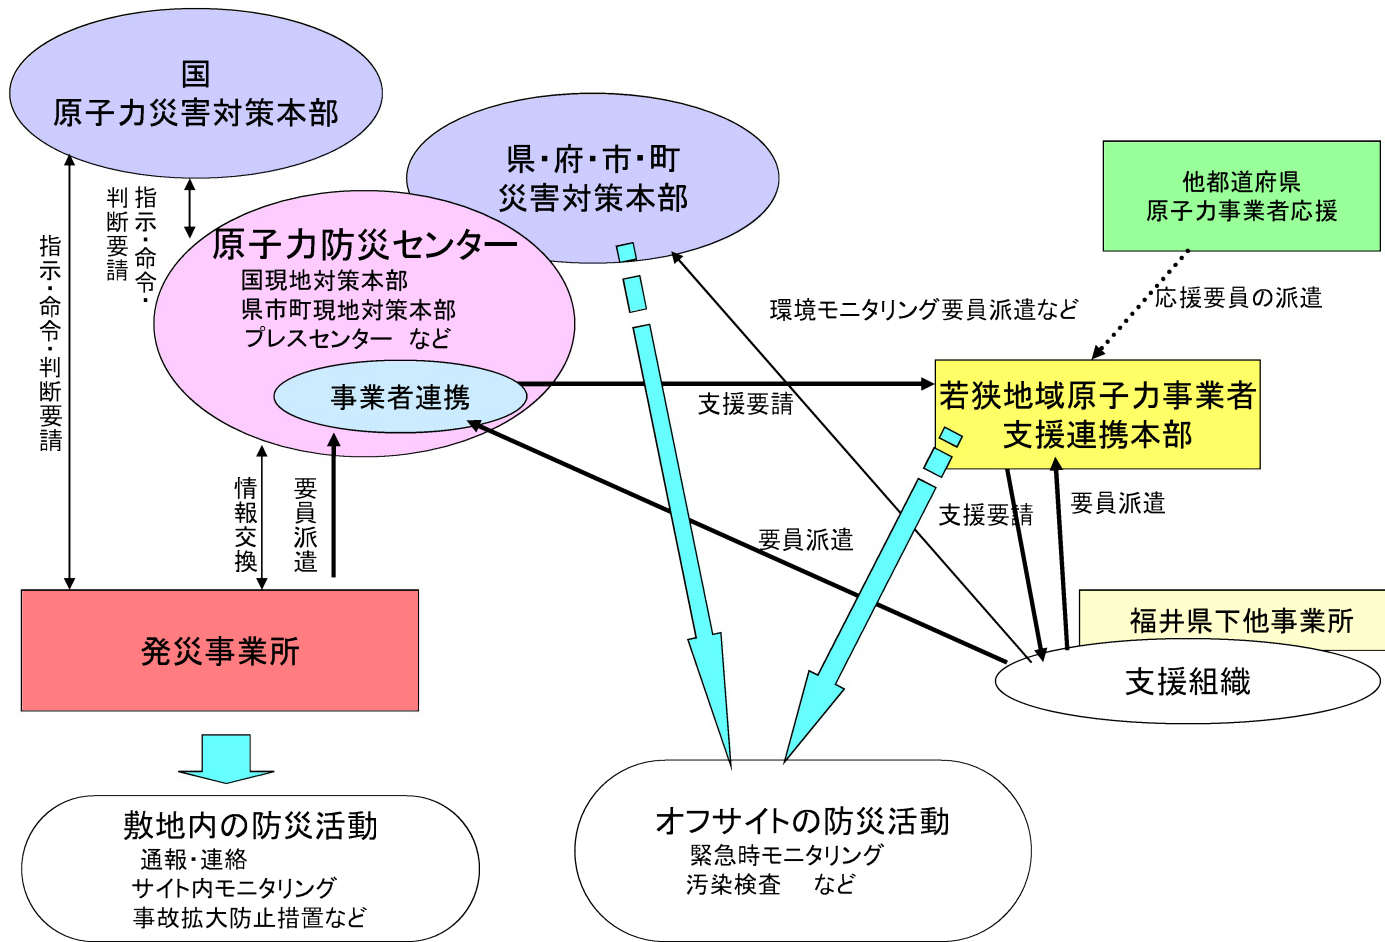 国
原子力災害対策本部
県・府・市・町
災害対策本部
他都道府県
原子力事業者応援
指示・命令・
判断要請
指示・命令・判断要請
原子力防災センター
国現地対策本部
県市町現地対策本部
プレスセンター など
事業者連携
環境モニタリング要員派遣など
応援要員の派遣
支援要請
若狭地域原子力事業者
支援連携本部
情報交換
要員派遣
要員派遣
支援要請
要員派遣
発災事業所
福井県下他事業所
支援組織
敷地内の防災活動
通報・連絡
サイト内モニタリング
事故拡大防止措置など
オフサイトの防災活動
緊急時モニタリング
汚染検査 など